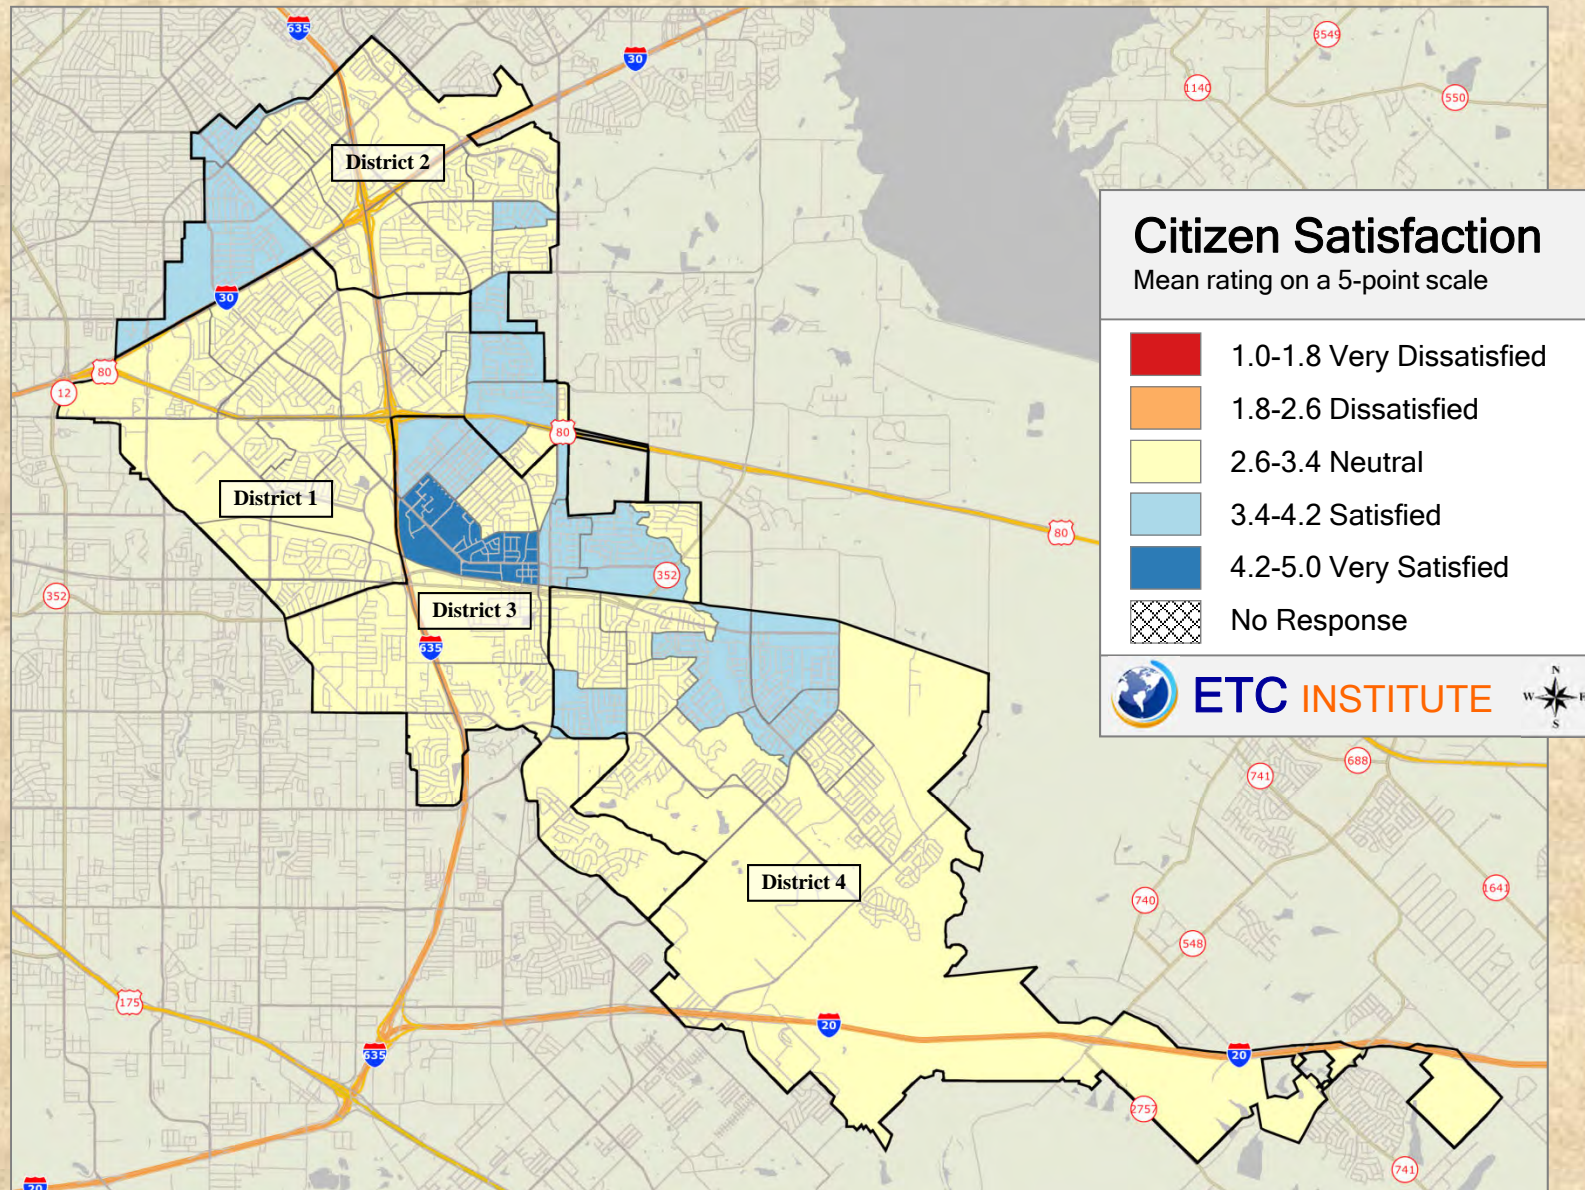 635
30
3549
1140
550
District 2
Citizen Satisfaction
Mean rating on a 5-point scale
30
1.0-1.8 Very Dissatisfied
80
12
1.8-2.6 Dissatisfied
80
2.6-3.4 Neutral
District 1
3.4-4.2 Satisfied
80
4.2-5.0 Very Satisfied
352
352
District 3
No Response
635
ETC INSTITUTE
N
W
E
S
688
741
District 4
1641
740
548
175
20
635
20
2757
741
20